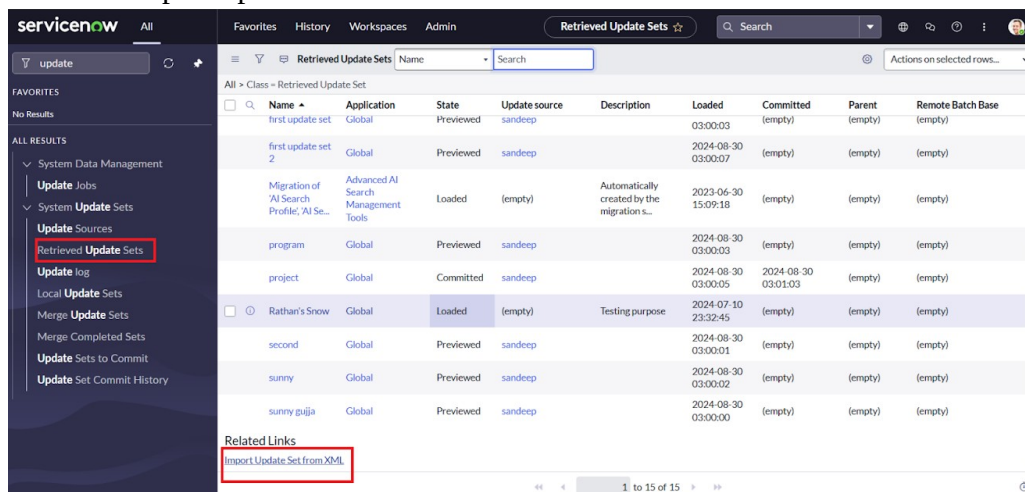 servicenow All Favorites History Workspaces Admin Retrieved Update Sets Search
update
Retrieved Update Sets Name Search Actions on selected rows...
FAVORITES
No Results
ALL RESULTS
System Data Management
Update Jobs
System Update Sets
Update Sources
Retrieved Update Sets
Update log
Local Update Sets
Merge Update Sets
Merge Completed Sets
Update Sets to Commit
Update Set Commit History
All > Class = Retrieved Update Set
Name Application State Update source Description Loaded Committed Parent Remote Batch Base
first update set Global Previewed sandeep 03:00:03 (empty) (empty) (empty)
first update set 2 Global Previewed sandeep 2024-08-30 03:00:07 (empty) (empty) (empty)
Migration of 'AI Search Profile', 'AI Se... Advanced AI Search Management Tools Loaded (empty) Automatically created by the migration s... 2023-06-30 15:09:18 (empty) (empty) (empty)
program Global Previewed sandeep 2024-08-30 03:00:03 (empty) (empty) (empty)
project Global Committed sandeep 2024-08-30 03:00:05 2024-08-30 03:01:03 (empty) (empty)
Rathan's Snow Global Loaded (empty) Testing purpose 2024-07-10 23:32:45 (empty) (empty) (empty)
second Global Previewed sandeep 2024-08-30 03:00:01 (empty) (empty) (empty)
sunny Global Previewed sandeep 2024-08-30 03:00:02 (empty) (empty) (empty)
sunny gujja Global Previewed sandeep 2024-08-30 03:00:00 (empty) (empty) (empty)
Related Links
Import Update Set from XML
1 to 15 of 15